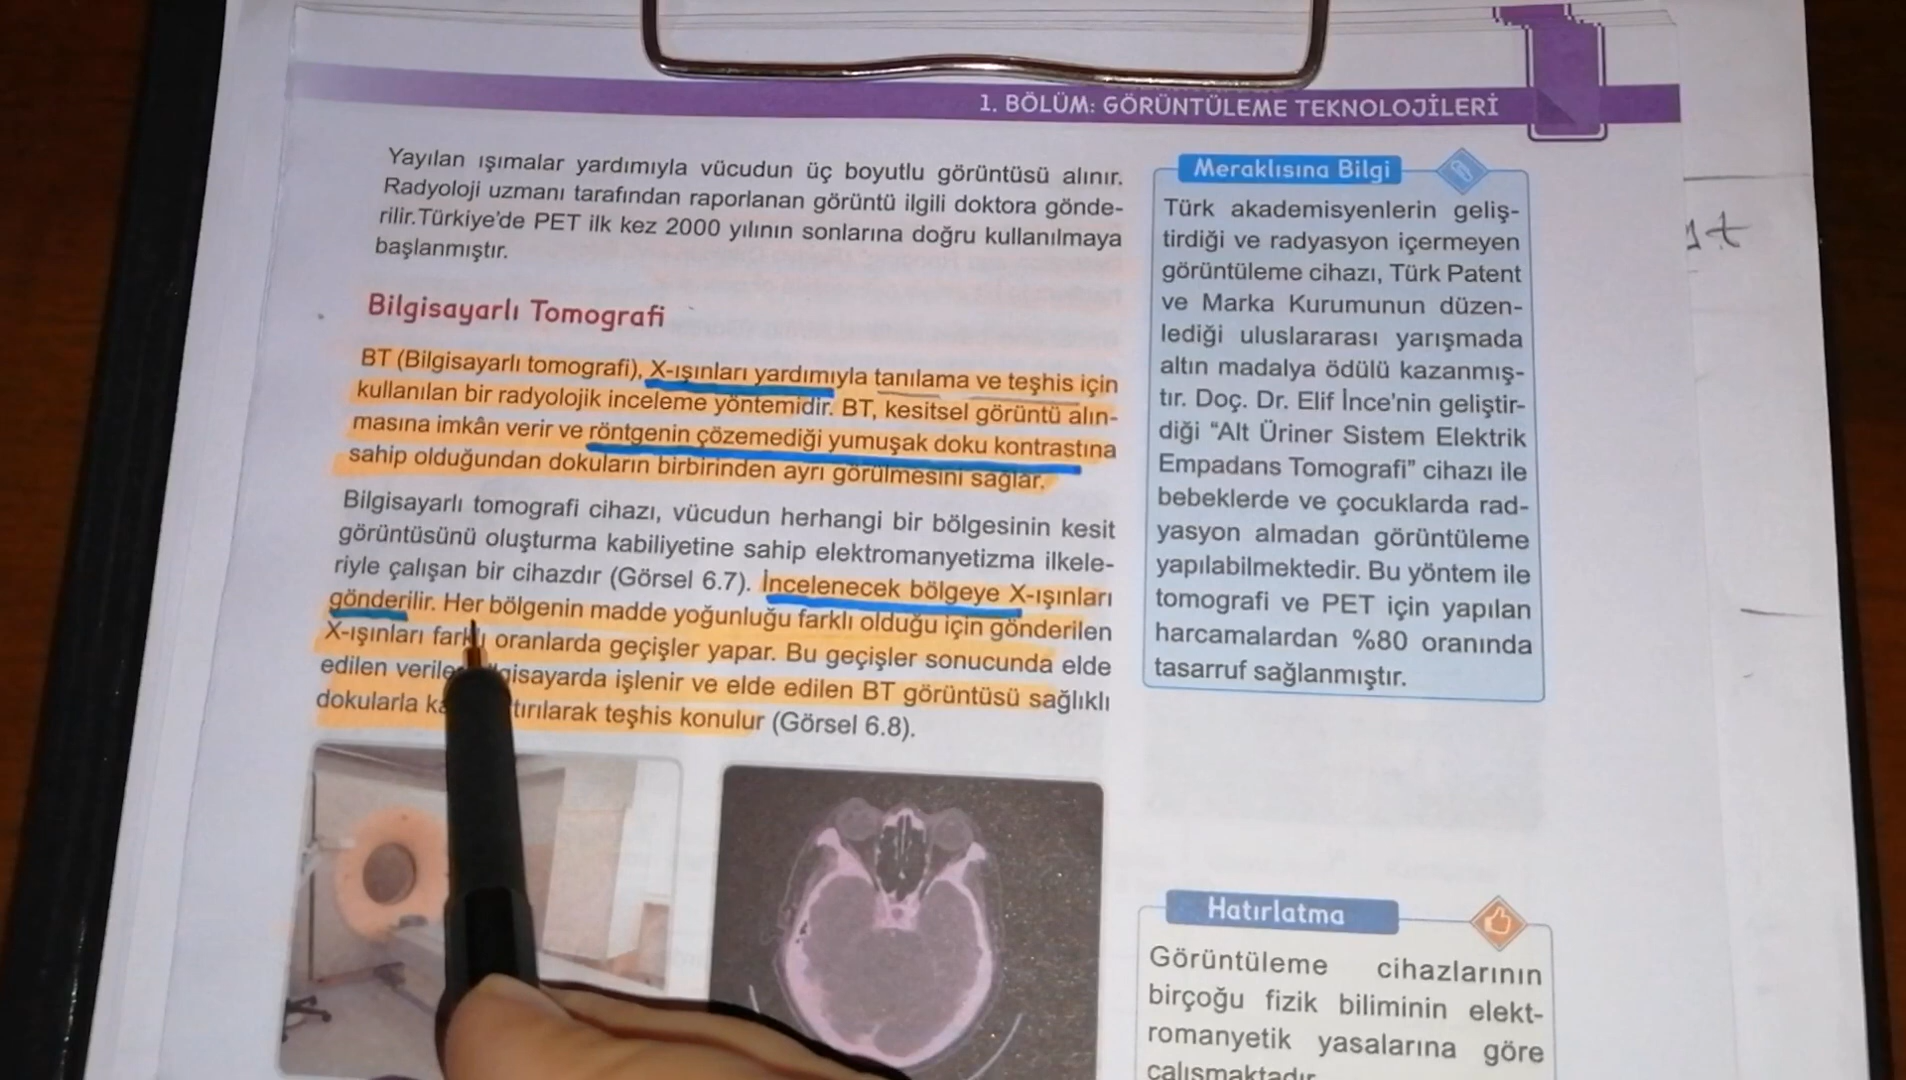 1. BÖLÜM: GÖRÜNTÜLEME TEKNOLOJİLERİ
Yayılan ışımalar yardımıyla vücudun üç boyutlu görüntüsü alınır.
Radyoloji uzmanı tarafından raporlanan görüntü ilgili doktora gönde-
rilir.Türkiye'de PET ilk kez 2000 yılının sonlarına doğru kullanılmaya
başlanmıştır.
Bilgisayarlı Tomografi
BT (Bilgisayarlı tomografi), X-ışınları yardımıyla tanılama ve teşhis için
kullanılan bir radyolojik inceleme yöntemidir. BT, kesitsel görüntü alın-
masına imkân verir ve röntgenin çözemediği yumuşak doku kontrastına
sahip olduğundan dokuların birbirinden ayrı görülmesini sağlar.
Bilgisayarlı tomografi cihazı, vücudun herhangi bir bölgesinin kesit
görüntüsünü oluşturma kabiliyetine sahip elektromanyetizma ilkele-
riyle çalışan bir cihazdır (Görsel 6.7). İncelenecek bölgeye X-ışınları
gönderilir. Her bölgenin madde yoğunluğu farklı olduğu için gönderilen
X-ışınları farklı oranlarda geçişler yapar. Bu geçişler sonucunda elde
edilen işlenir ve elde edilen BT görüntüsü sağlıklı
dokularla teşhis konulur (Görsel 6.8).
Meraklısına Bilgi
Türk akademisyenlerin geliş-
tirdiği ve radyasyon içermeyen
görüntüleme cihazı, Türk Patent
ve Marka Kurumunun düzen-
lediği uluslararası yarışmada
altın madalya ödülü kazanmış-
tır. Doç. Dr. Elif İnce'nin geliştir-
diği “Alt Üriner Sistem Elektrik
Empadans Tomografi” cihazı ile
bebeklerde ve çocuklarda rad-
yasyon almadan görüntüleme
yapılabilmektedir. Bu yöntem ile
tomografi ve PET için yapılan
harcamalardan %80 oranında
tasarruf sağlanmıştır.
Hatırlatma
Görüntüleme cihazlarının
birçoğu fizik biliminin elekt-
romanyetik yasalarına göre
çalışmaktadır